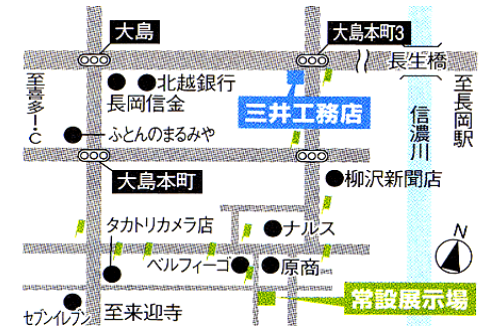 大島
大島本町3
長生橋
至喜多I・C
北越銀行
長岡信金
三井工務店
信濃川
至長岡駅
ふとんのまるみや
大島本町
柳沢新聞店
タカトリカメラ店
ナルス
N
ベルフィーゴ
原商
常設展示場
セブンイレブン
至来迎寺